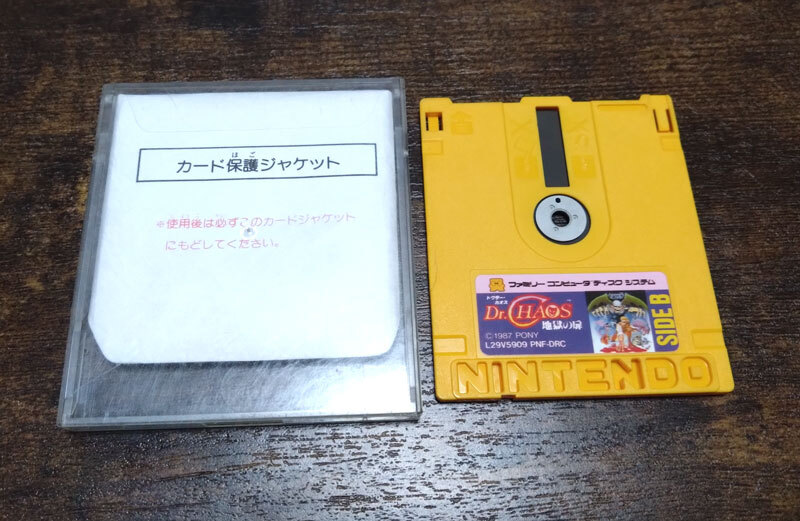 ほご
カード保護ジャケット
※使用後は必ずこのカードジャケット
にもどしてください。
ファミリー コンピュータ ディスク システム
ドクター・
カオス
Dr. CHAOS
地獄の扉
©1987 PONY
L29V5909 PNF-DRC
SIDE B
NINTENDO